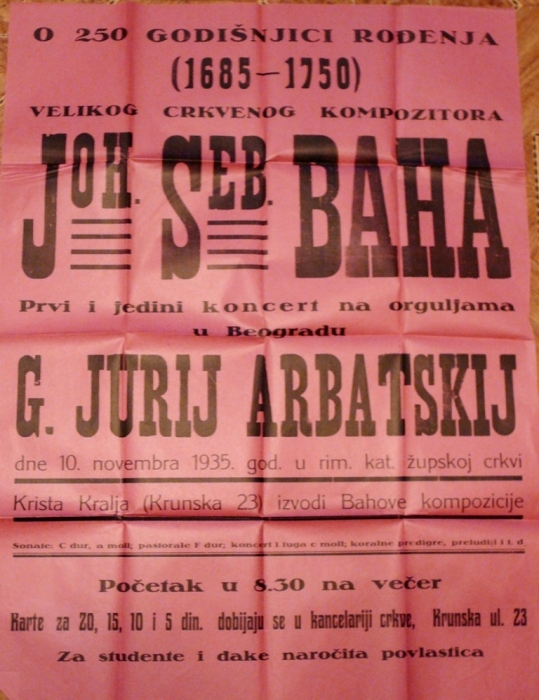 O 250 GODIŠNJICI ROĐENJA
(1685—1750)
VELIKOG CRKVENOG KOMPOZITORA
JOH. SEB. BAHA
Prvi i jedini koncert na orguljama
u Beogradu
G. JURIJ ARBATSKIJ
dne 10. novembra 1935. god. u rim. kat. župskoj crkvi
Krista Kralja (Krunska 23) izvodi Bahove kompozicije
Sonate: C dur, a moll; pastorale F dur; koncert i fuga c moll; koralne predigre, preludiji i t. d.
Početak u 8.30 na večer
Karte za 20, 15, 10 i 5 din. dobijaju se u kancelariji crkve, Krunska ul. 23
Za studente i đake naročita povlastica